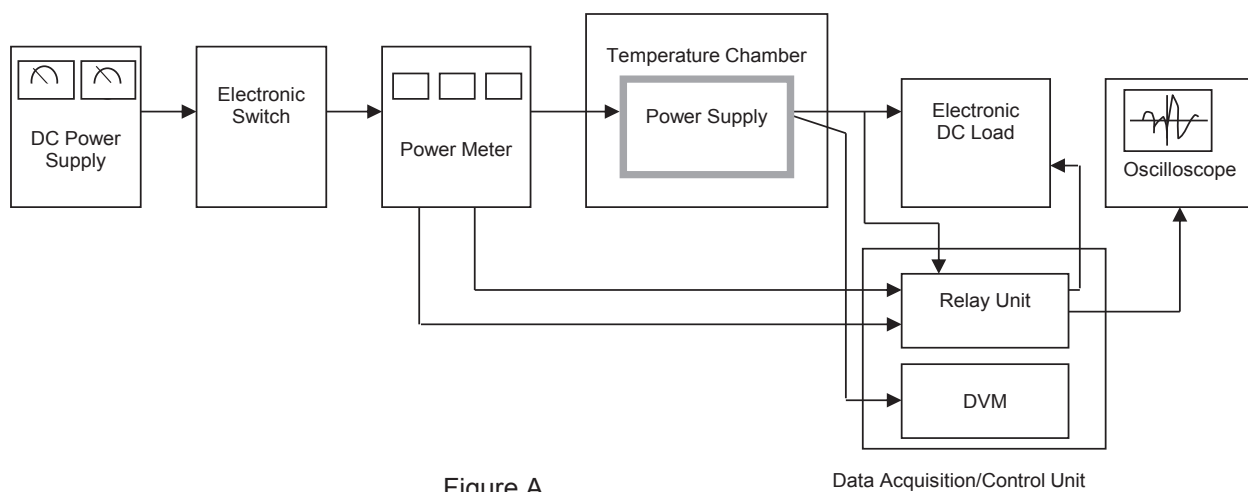 DC Power
Supply
Electronic
Switch
Power Meter
Temperature Chamber
Power Supply
Electronic
DC Load
Oscilloscope
Relay Unit
DVM
Figure A
Data Acquisition/Control Unit